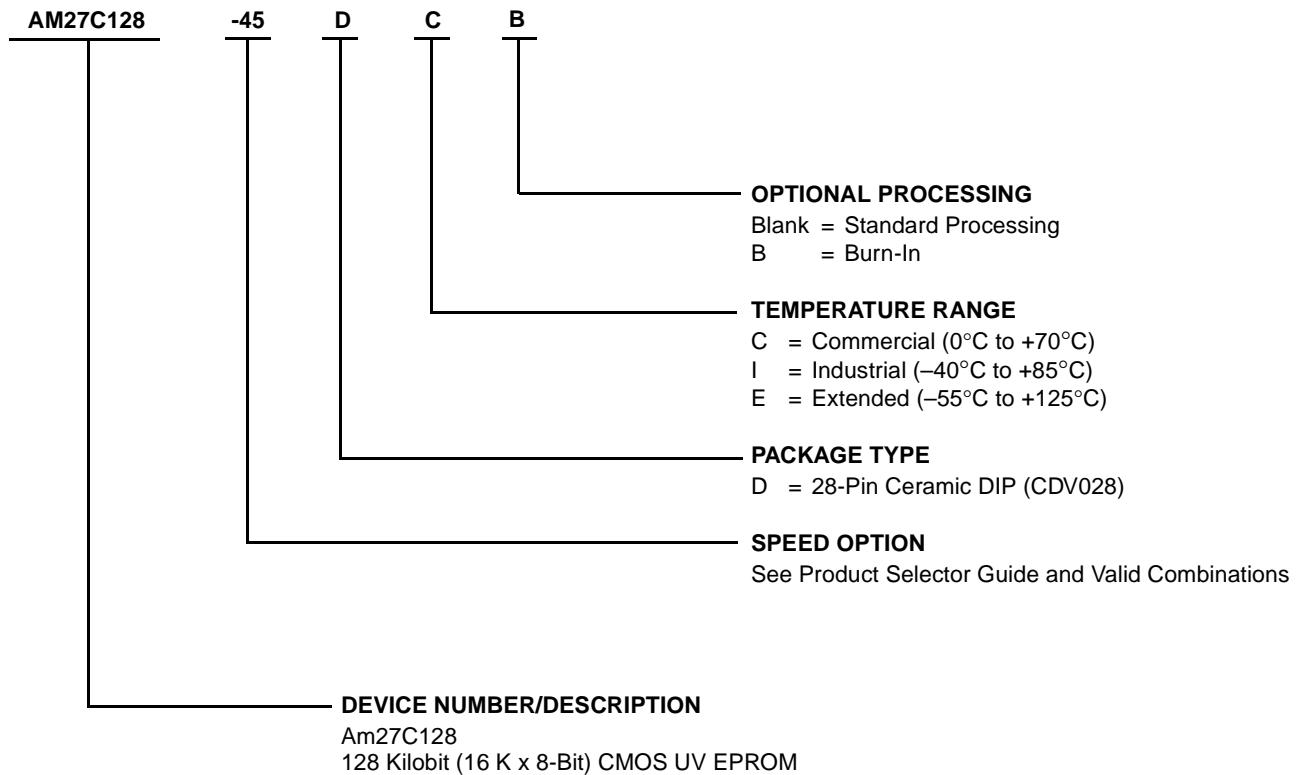 AM27C128 -45 D C B
OPTIONAL PROCESSING
Blank = Standard Processing
B = Burn-In
TEMPERATURE RANGE
C = Commercial (0°C to +70°C)
I = Industrial (–40°C to +85°C)
E = Extended (–55°C to +125°C)
PACKAGE TYPE
D = 28-Pin Ceramic DIP (CDV028)
SPEED OPTION
See Product Selector Guide and Valid Combinations
DEVICE NUMBER/DESCRIPTION
Am27C128
128 Kilobit (16 K x 8-Bit) CMOS UV EPROM